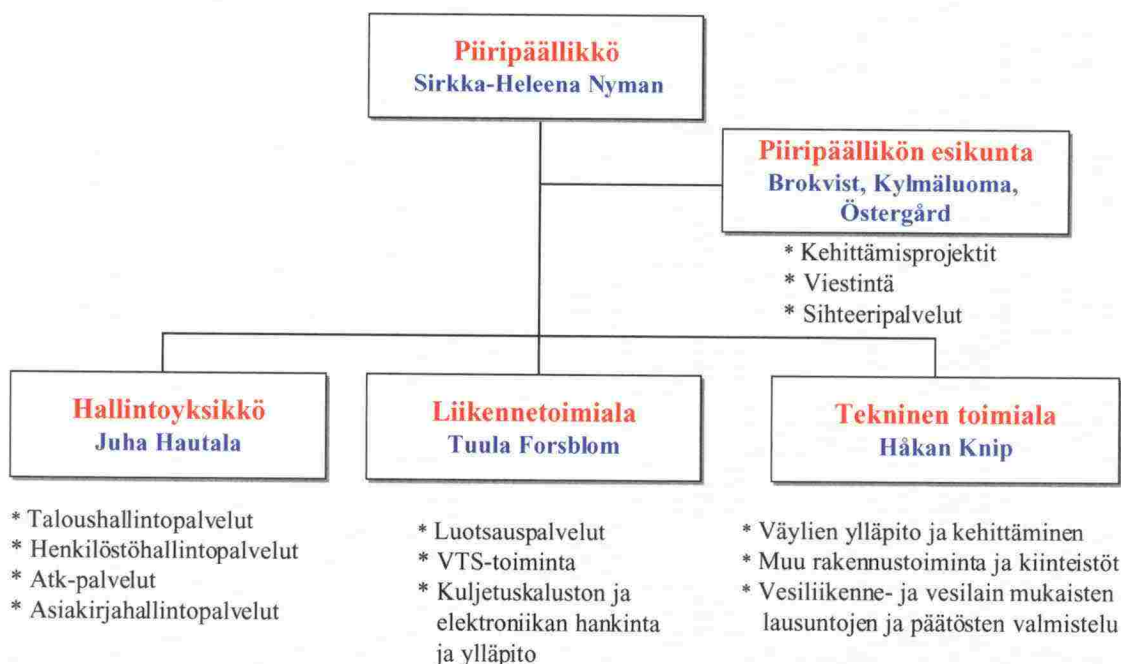 Piiripäällikkö
Sirkka-Heleena Nyman
Piiripäällikön esikunta
Brokvist, Kylmäluoma,
Östergård
* Kehittämisprojektit
* Viestintä
* Sihteeripalvelut
Hallintoyksikkö
Juha Hautala
* Taloushallintopalvelut
* Henkilöstöhallintopalvelut
* Atk-palvelut
* Asiakirjahallintopalvelut
Liikennetoimiala
Tuula Forsblom
* Luotsauspalvelut
* VTS-toiminta
* Kuljetuskaluston ja
elektroniikan hankinta
ja ylläpito
Tekninen toimiala
Håkan Knip
* Väylien ylläpito ja kehittäminen
* Muu rakennustoiminta ja kiinteistöt
* Vesiliikenne- ja vesilain mukaisten
lausuntojen ja päätösten valmistelu